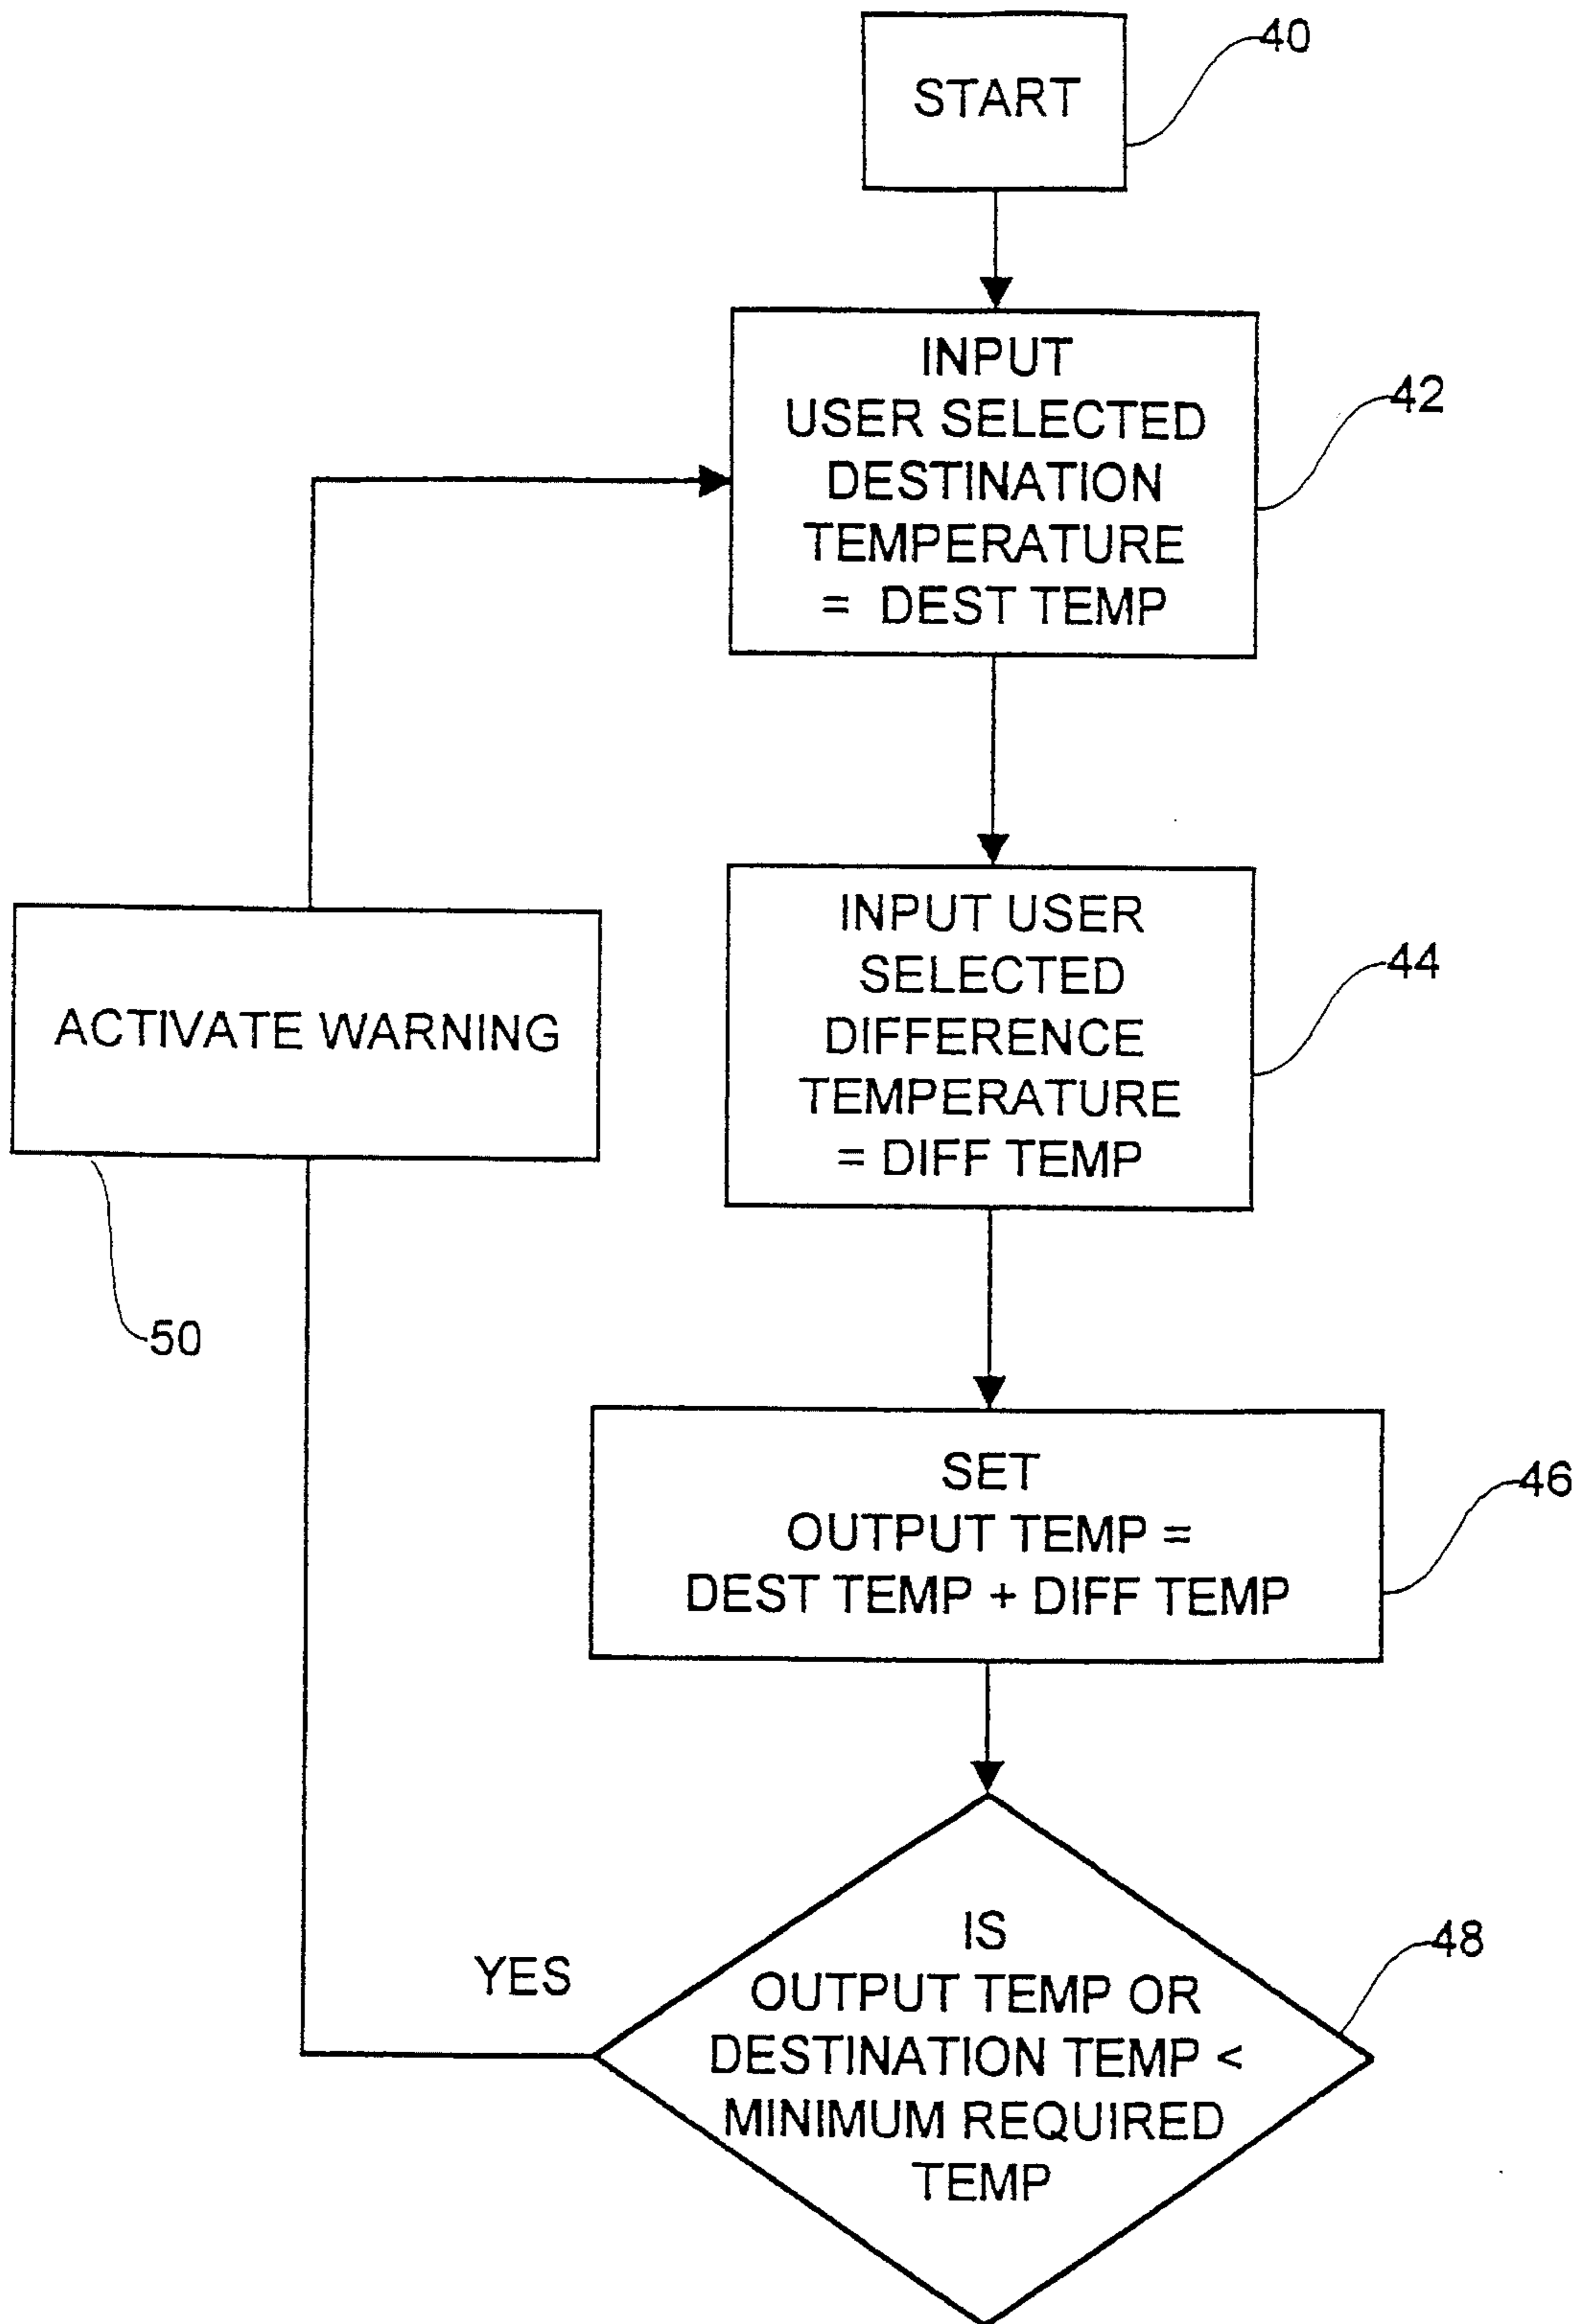 START
40
INPUT
USER SELECTED
DESTINATION
TEMPERATURE
= DEST TEMP
42
INPUT USER
SELECTED
DIFFERENCE
TEMPERATURE
= DIFF TEMP
44
ACTIVATE WARNING
50
SET
OUTPUT TEMP =
DEST TEMP + DIFF TEMP
46
YES
IS
OUTPUT TEMP OR
DESTINATION TEMP <
MINIMUM REQUIRED
TEMP
48